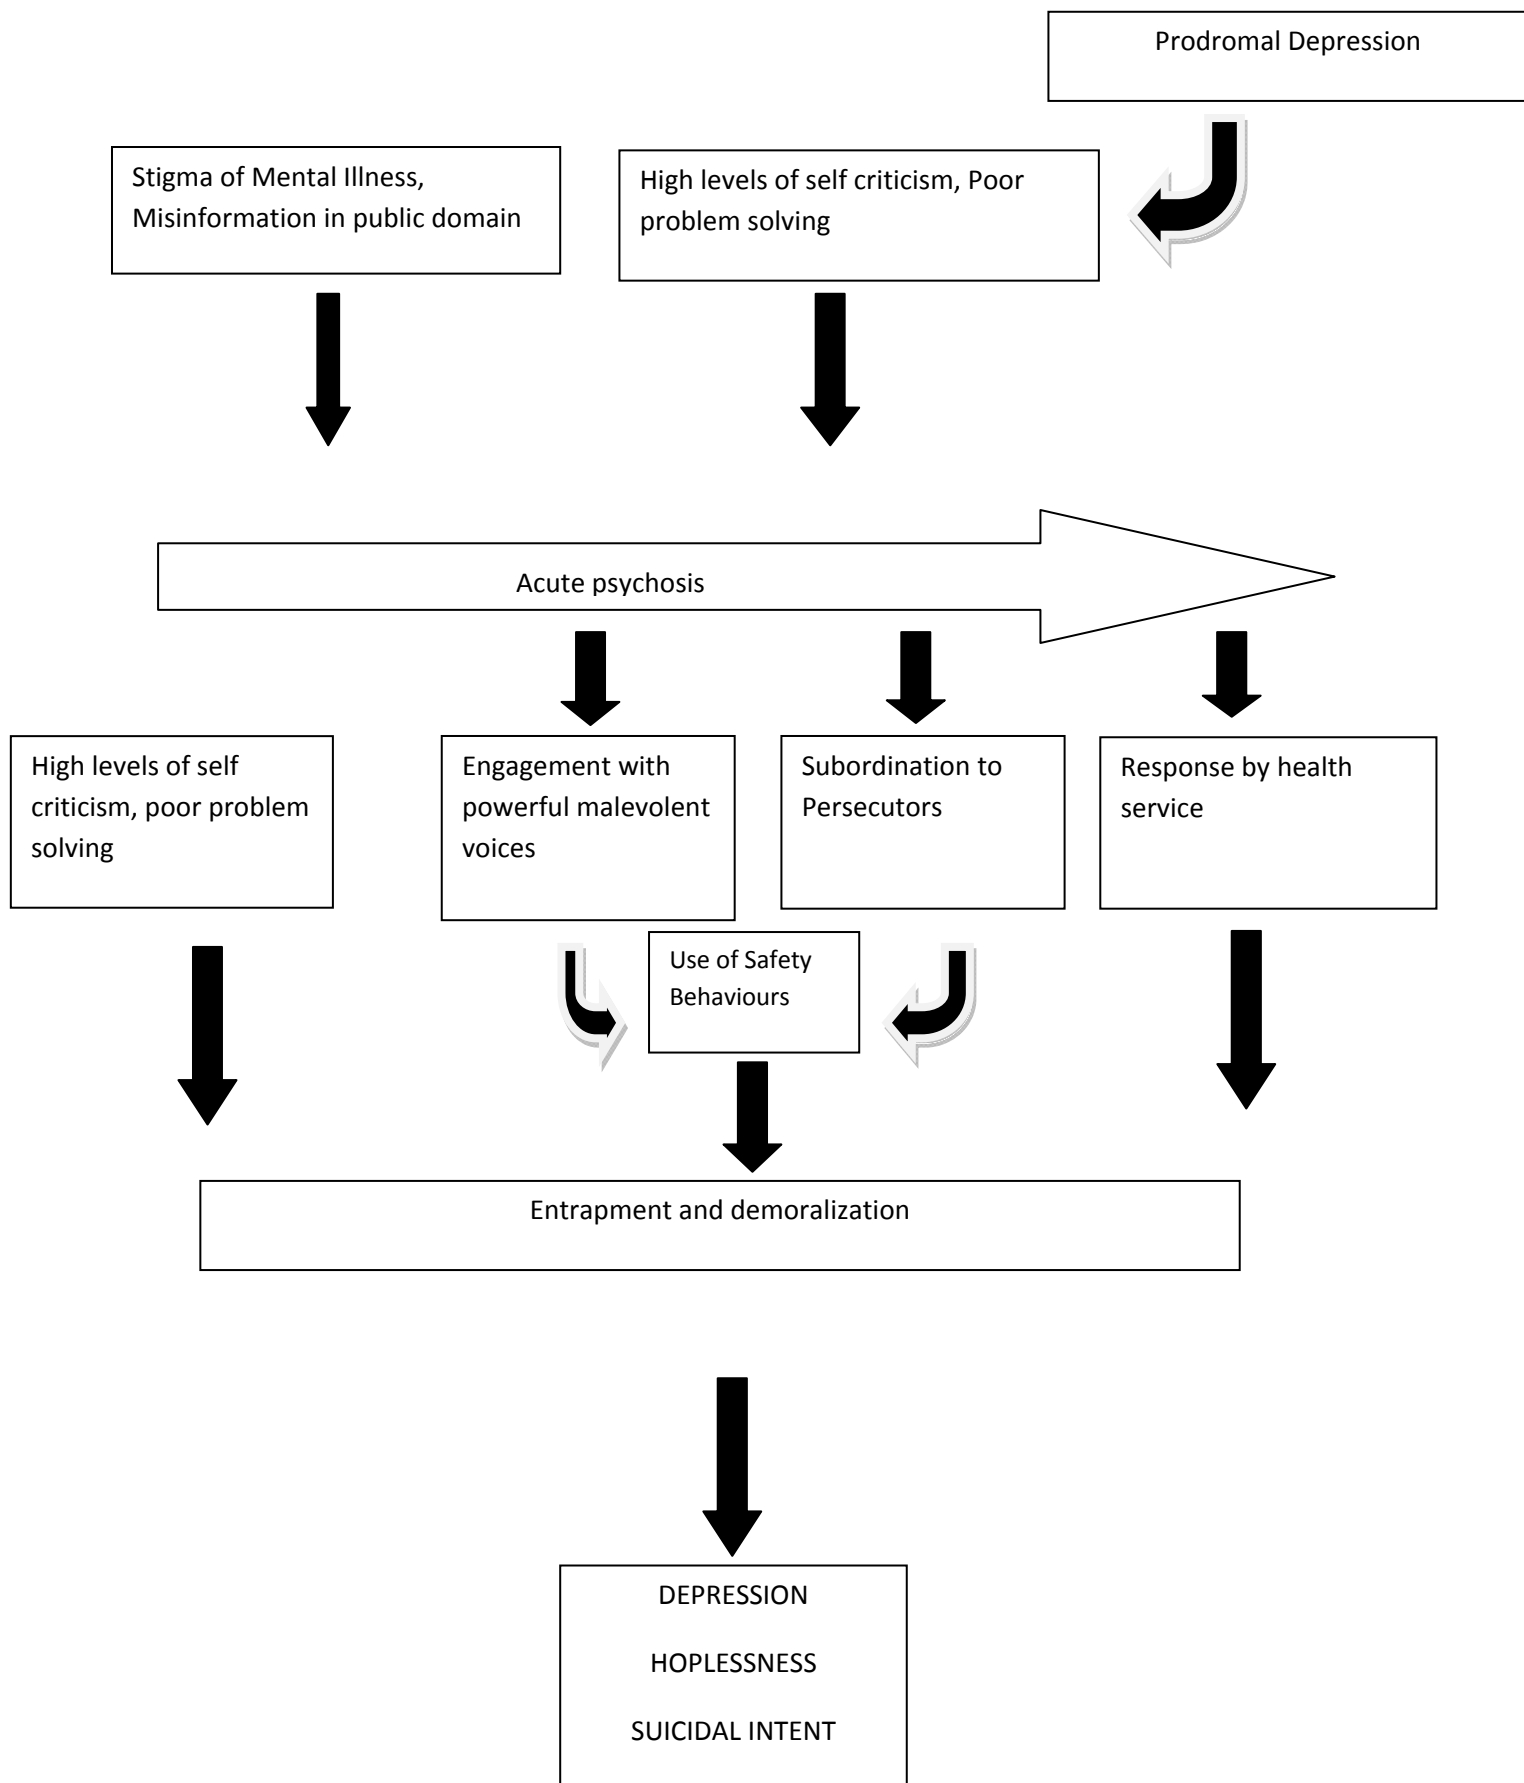 Prodromal Depression
Stigma of Mental Illness,
Misinformation in public domain
High levels of self criticism, Poor
problem solving
Acute psychosis
High levels of self
criticism, poor problem
solving
Engagement with
powerful malevolent
voices
Subordination to
Persecutors
Response by health
service
Use of Safety
Behaviours
Entrapment and demoralization
DEPRESSION
HOPLESSNESS
SUICIDAL INTENT